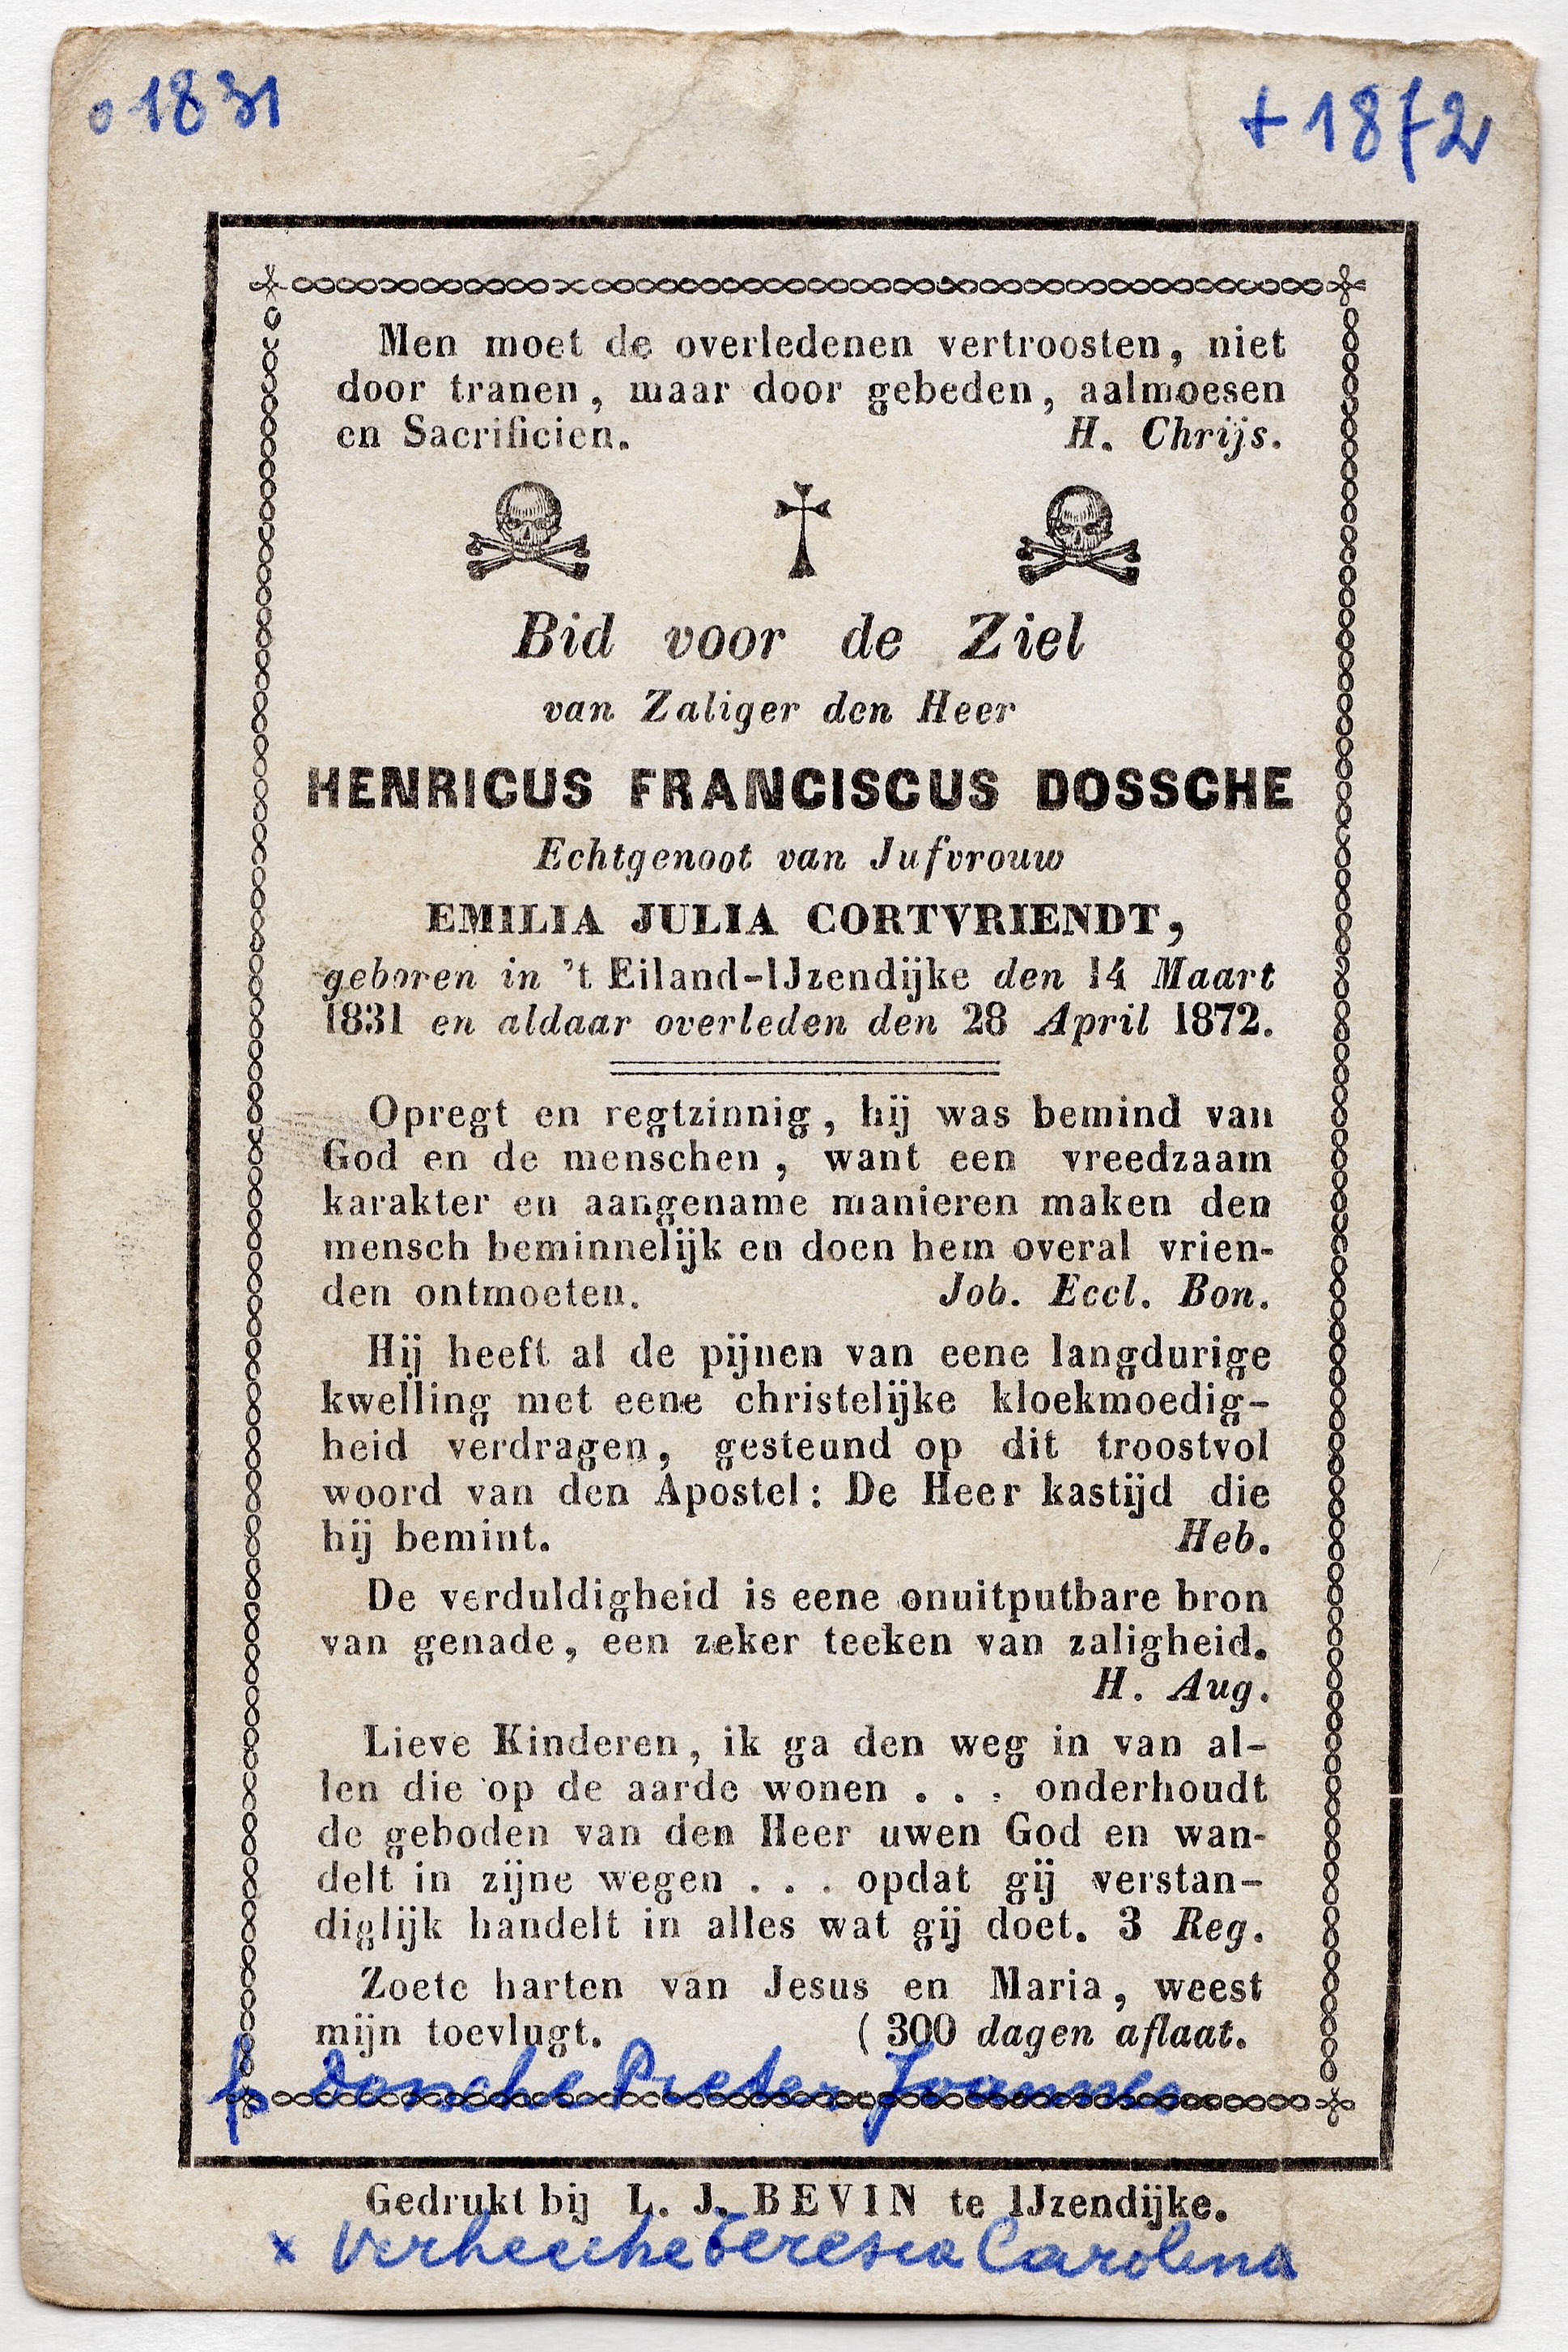 o 1831
+ 1872
Men moet de overledenen vertroosten, niet
door tranen, maar door gebeden, aalmoesen
en Sacrificien. H. Chrijs.
Bid voor de Ziel
van Zaliger den Heer
HENRICUS FRANCISCUS DOSSCHE
Echtgenoot van Jufvrouw
EMILIA JULIA CORTVRIENDT,
geboren in 't Eiland-IJzendijke den 14 Maart
1831 en aldaar overleden den 28 April 1872.
Opregt en regtzinnig, hij was bemind van
God en de menschen, want een vreedzaam
karakter en aangename manieren maken den
mensch beminnelijk en doen hem overal vrien-
den ontmoeten. Job. Eccl. Bon.
Hij heeft al de pijnen van eene langdurige
kwelling met eene christelijke kloekmoedig-
heid verdragen, gesteund op dit troostvol
woord van den Apostel: De Heer kastijd die
hij bemint. Heb.
De verduldigheid is eene onuitputbare bron
van genade, een zeker teeken van zaligheid.
H. Aug.
Lieve Kinderen, ik ga den weg in van al-
len die op de aarde wonen . . . onderhoudt
de geboden van den Heer uwen God en wan-
delt in zijne wegen . . . opdat gij verstan-
diglijk handelt in alles wat gij doet. 3 Reg.
Zoete harten van Jesus en Maria, weest
mijn toevlugt. ( 300 dagen aflaat.
Pieter Joannes
Gedrukt bij L. J. BEVIN te IJzendijke.
x Verheecke Teresia Carolina